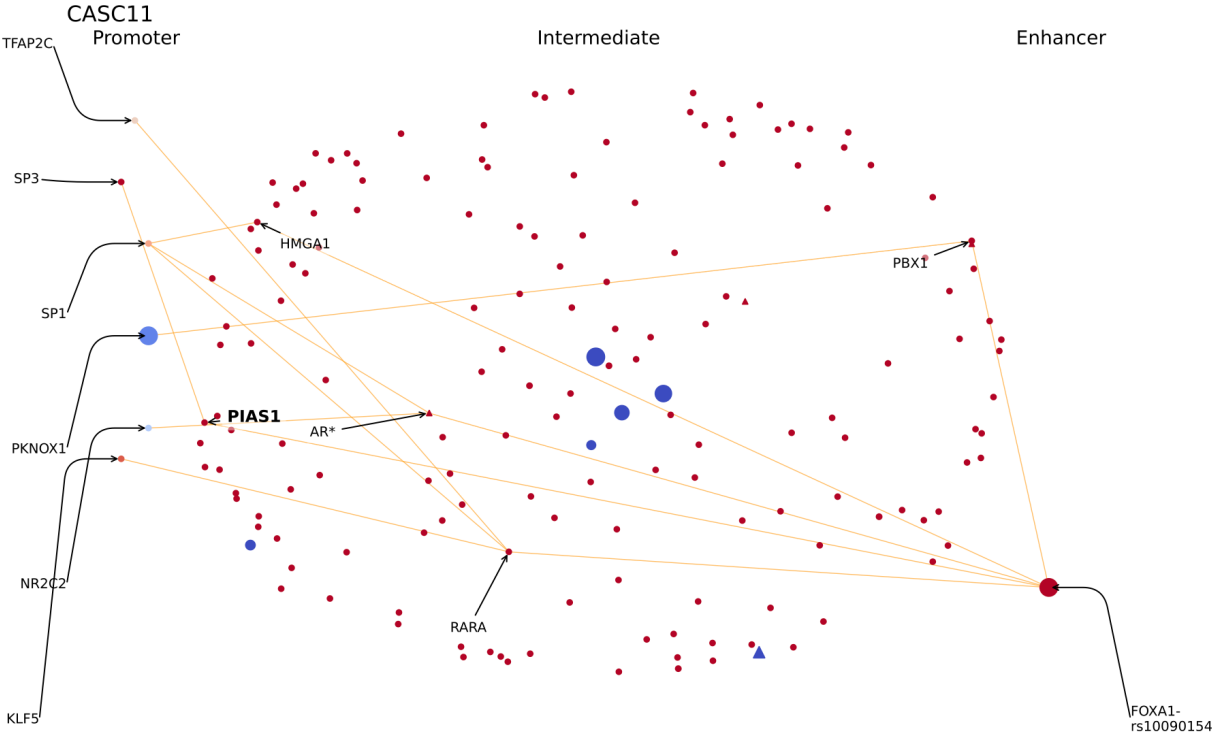 CASC11
Promoter
Intermediate
Enhancer
TFAP2C
SP3
HMGA1
PBX1
SP1
PIAS1
AR*
PKNOX1
NR2C2
RARA
KLF5
FOXA1-
rs10090154